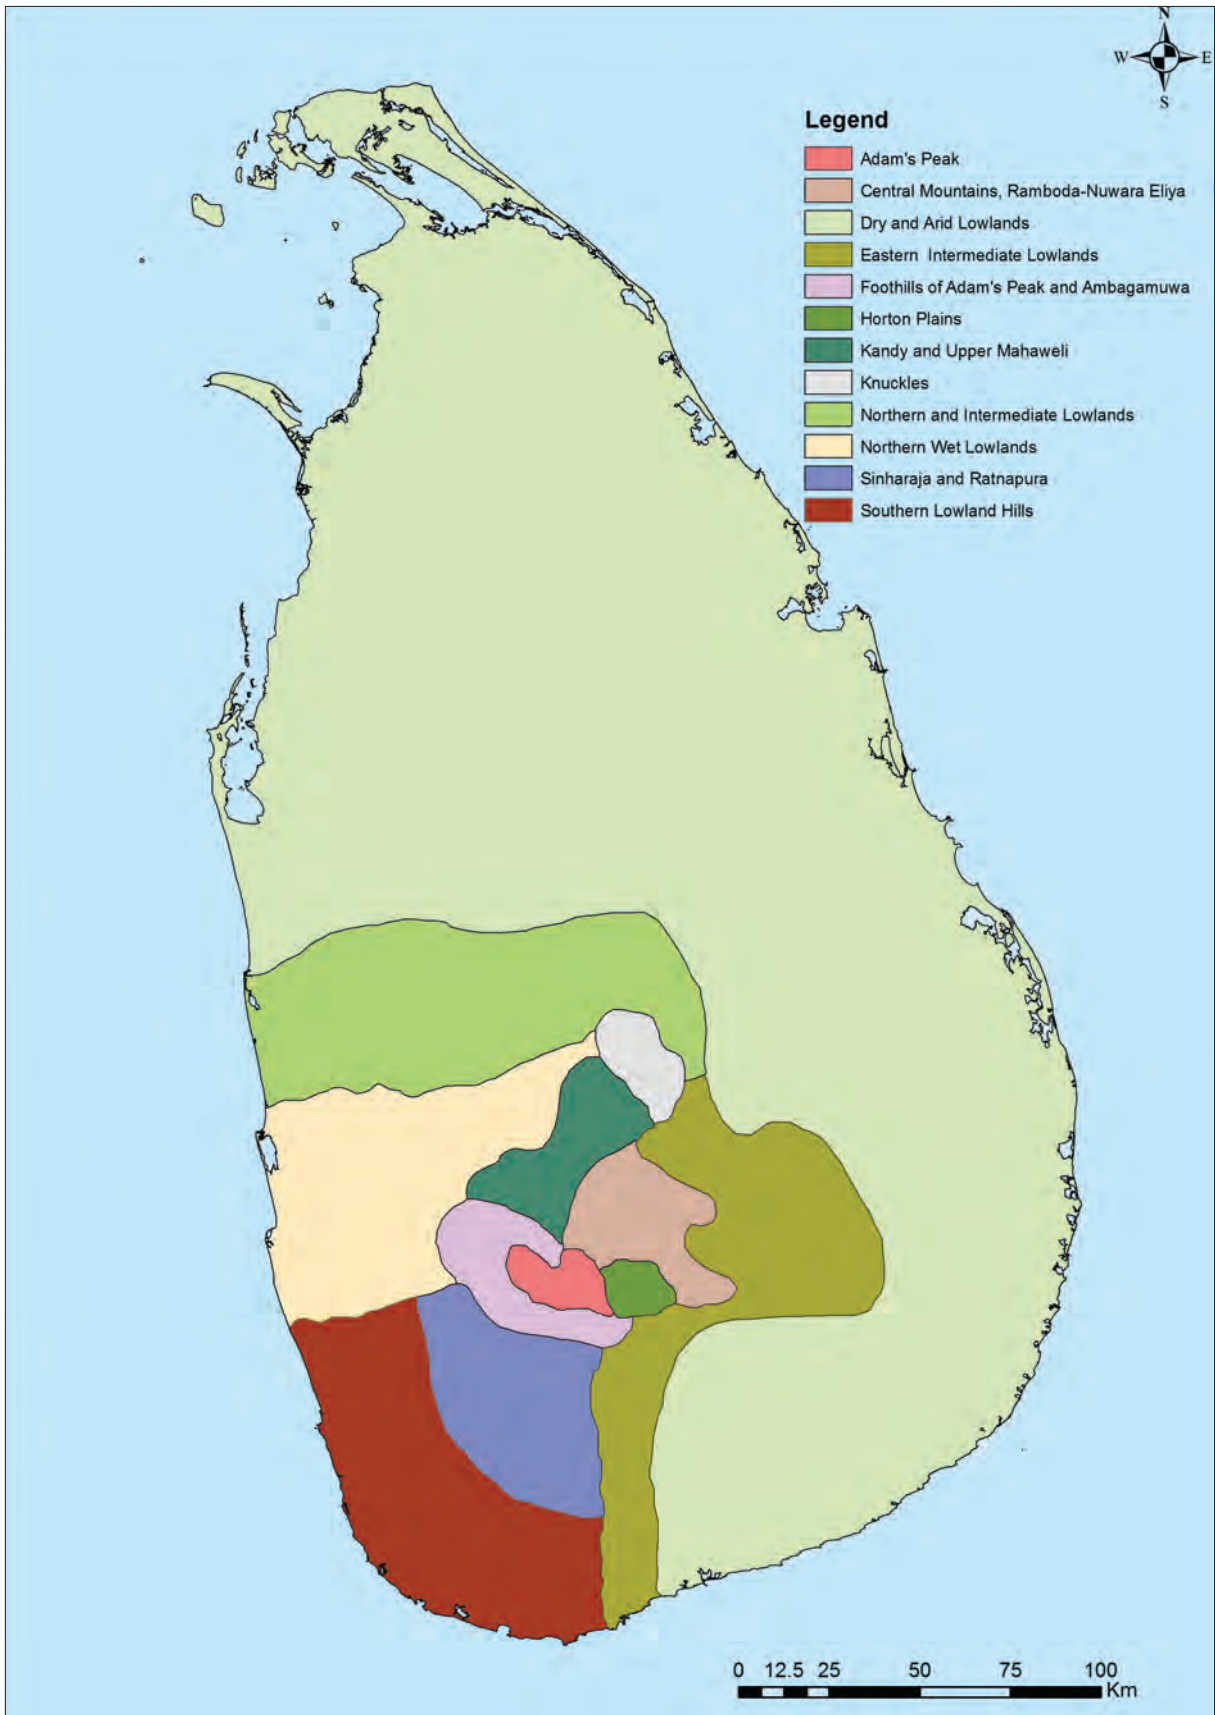 N
W E
S
Legend
Adam's Peak
Central Mountains, Ramboda-Nuwara Eliya
Dry and Arid Lowlands
Eastern Intermediate Lowlands
Foothills of Adam's Peak and Ambagamuwa
Horton Plains
Kandy and Upper Mahaweli
Knuckles
Northern and Intermediate Lowlands
Northern Wet Lowlands
Sinharaja and Ratnapura
Southern Lowland Hills
0 12.5 25 50 75 100
Km